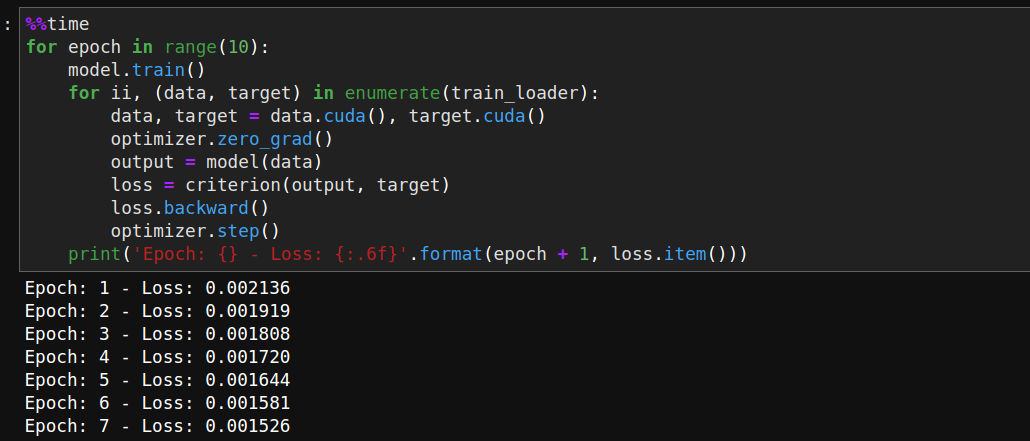 : %%time
for epoch in range(10):
    model.train()
    for ii, (data, target) in enumerate(train_loader):
        data, target = data.cuda(), target.cuda()
        optimizer.zero_grad()
        output = model(data)
        loss = criterion(output, target)
        loss.backward()
        optimizer.step()
    print('Epoch: {} - Loss: {:.6f}'.format(epoch + 1, loss.item()))
Epoch: 1 - Loss: 0.002136
Epoch: 2 - Loss: 0.001919
Epoch: 3 - Loss: 0.001808
Epoch: 4 - Loss: 0.001720
Epoch: 5 - Loss: 0.001644
Epoch: 6 - Loss: 0.001581
Epoch: 7 - Loss: 0.001526